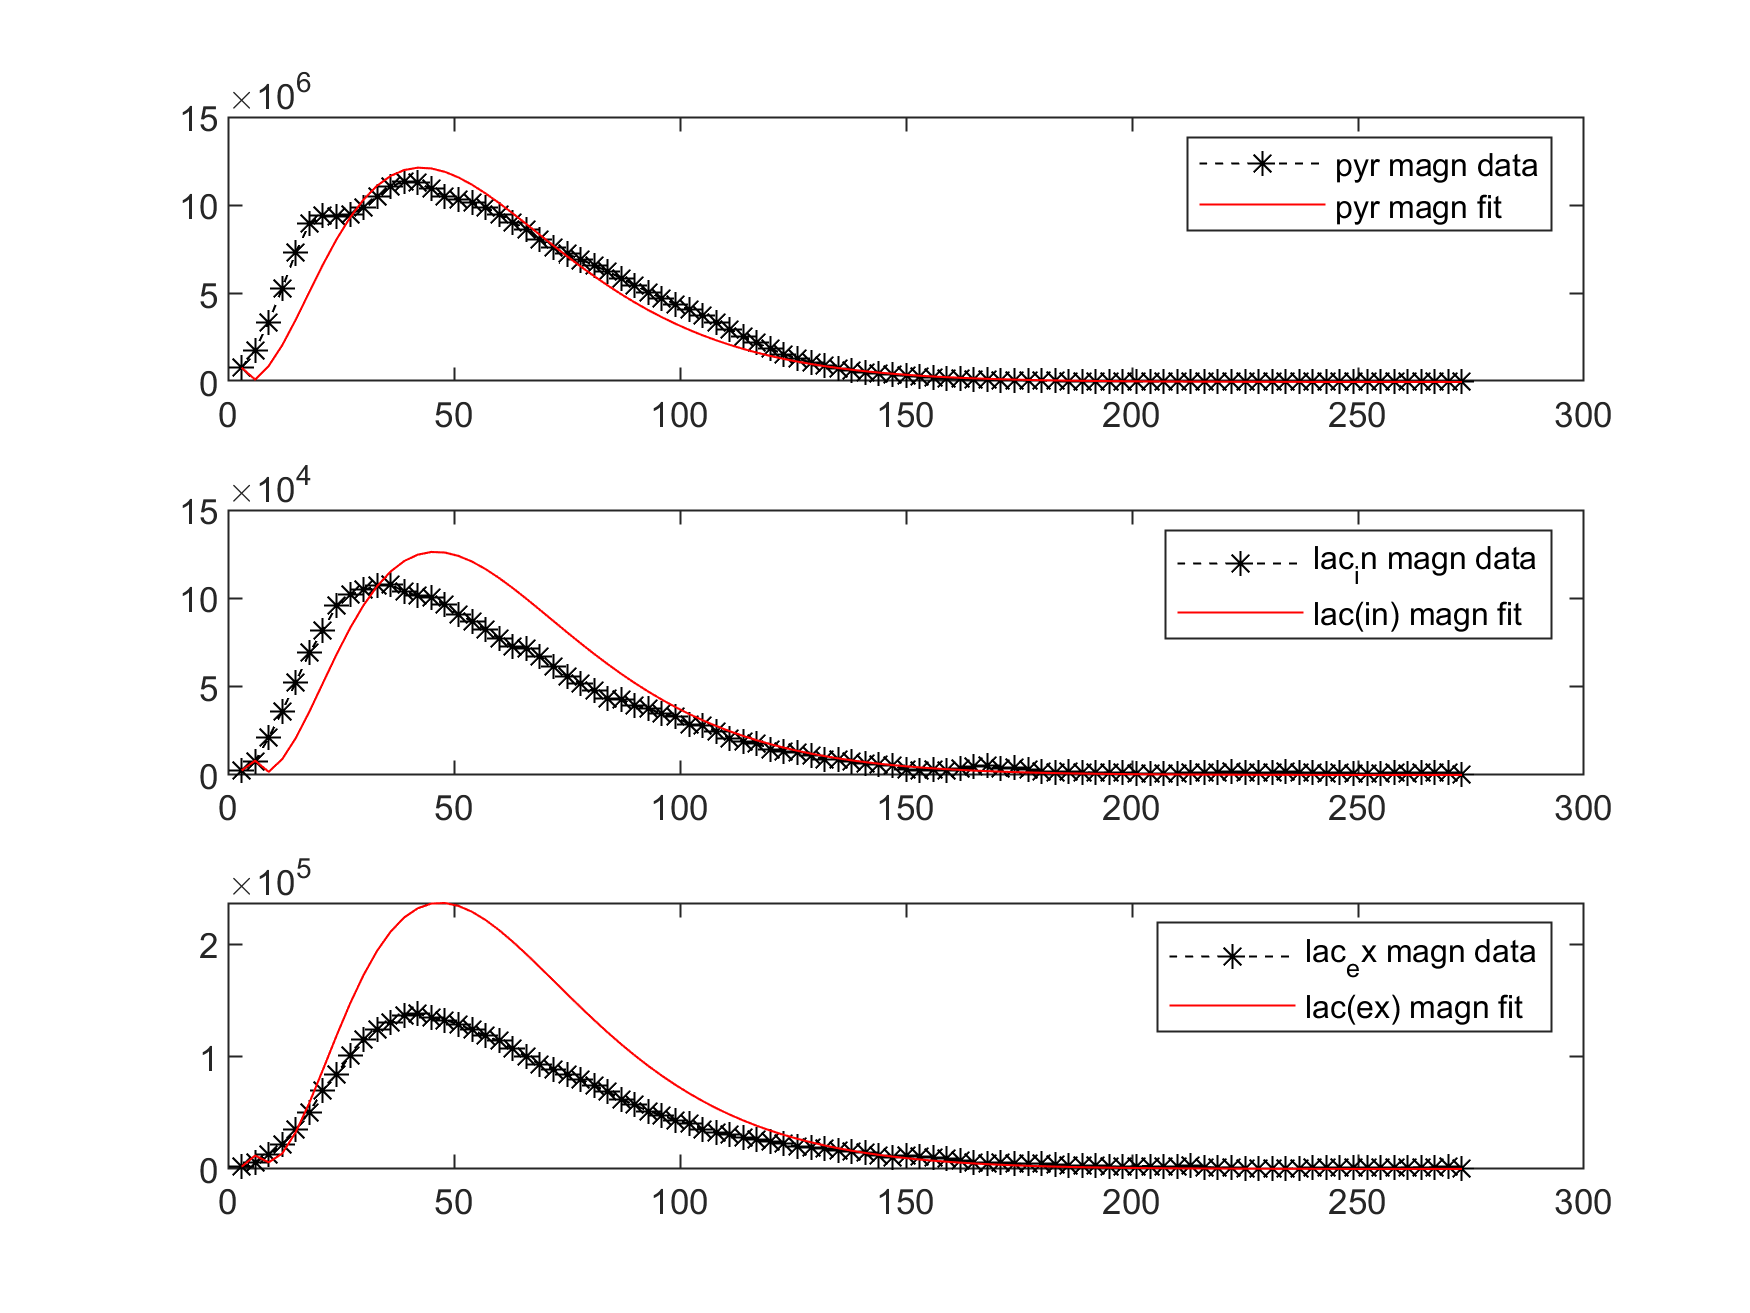 ×10^6
15
10
5
0
0 50 100 150 200 250 300
pyr magn data
pyr magn fit
×10^4
15
10
5
0
0 50 100 150 200 250 300
lac_in magn data
lac(in) magn fit
×10^5
2
1
0
0 50 100 150 200 250 300
lac_ex magn data
lac(ex) magn fit